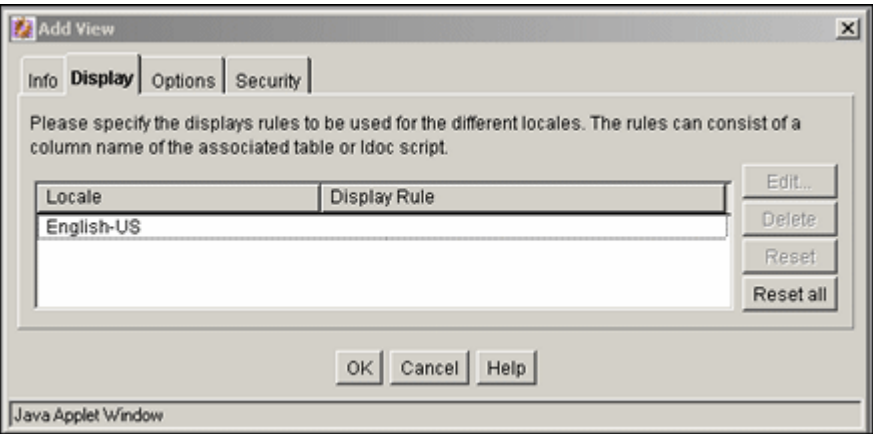 Add View
Info Display Options Security
Please specify the displays rules to be used for the different locales. The rules can consist of a
column name of the associated table or Idoc script.
Locale Display Rule
English-US
Edit...
Delete
Reset
Reset all
OK Cancel Help
Java Applet Window